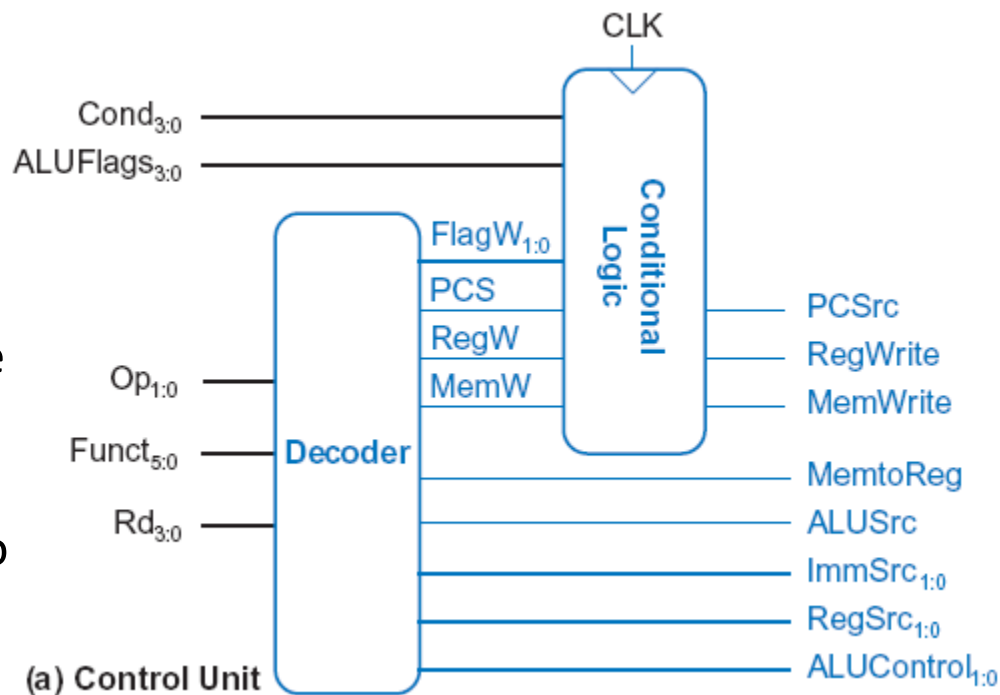 CLK
Cond3:0
ALUFlags3:0
Conditional
Logic
FlagW1:0
PCS
RegW
MemW
PCSrc
RegWrite
MemWrite
e
Op1:0
Funct5:0
Decoder
Rd3:0
MemtoReg
ALUSrc
ImmSrc1:0
RegSrc1:0
ALUControl1:0
(a) Control Unit